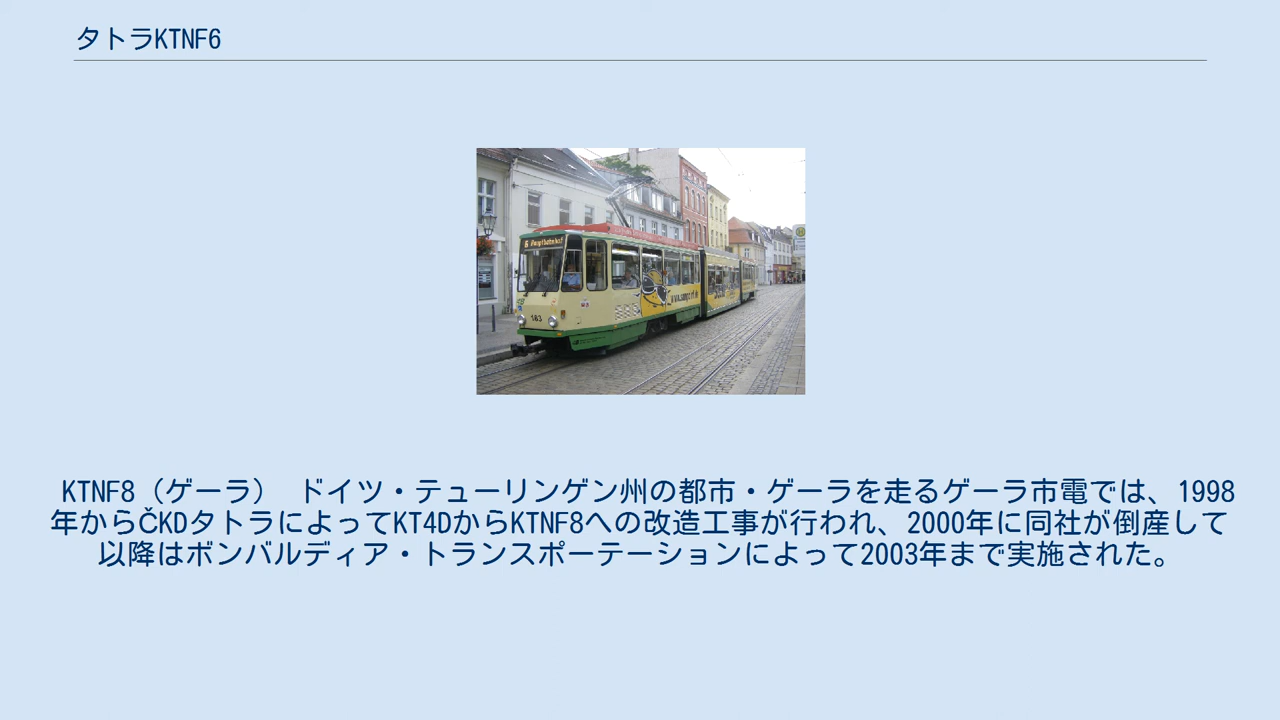 タトラKTNF6
6 Hauptbahnhof
183
KTNF8（ゲーラ） ドイツ・テューリンゲン州の都市・ゲーラを走るゲーラ市電では、1998
年からČKDタトラによってKT4DからKTNF8への改造工事が行われ、2000年に同社が倒産して
以降はボンバルディア・トランスポーテーションによって2003年まで実施された。